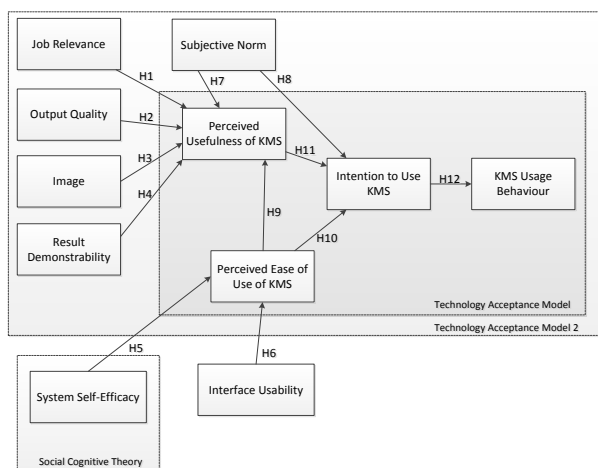 Job Relevance
Subjective Norm
H1
H7
H8
Output Quality
H2
Perceived
Usefulness of KMS
H3
H11
Image
H4
Intention to Use
KMS
H12
KMS Usage
Behaviour
Result
Demonstrability
H9
H10
Perceived Ease of
Use of KMS
Technology Acceptance Model
Technology Acceptance Model 2
H5
H6
System Self-Efficacy
Interface Usability
Social Cognitive Theory